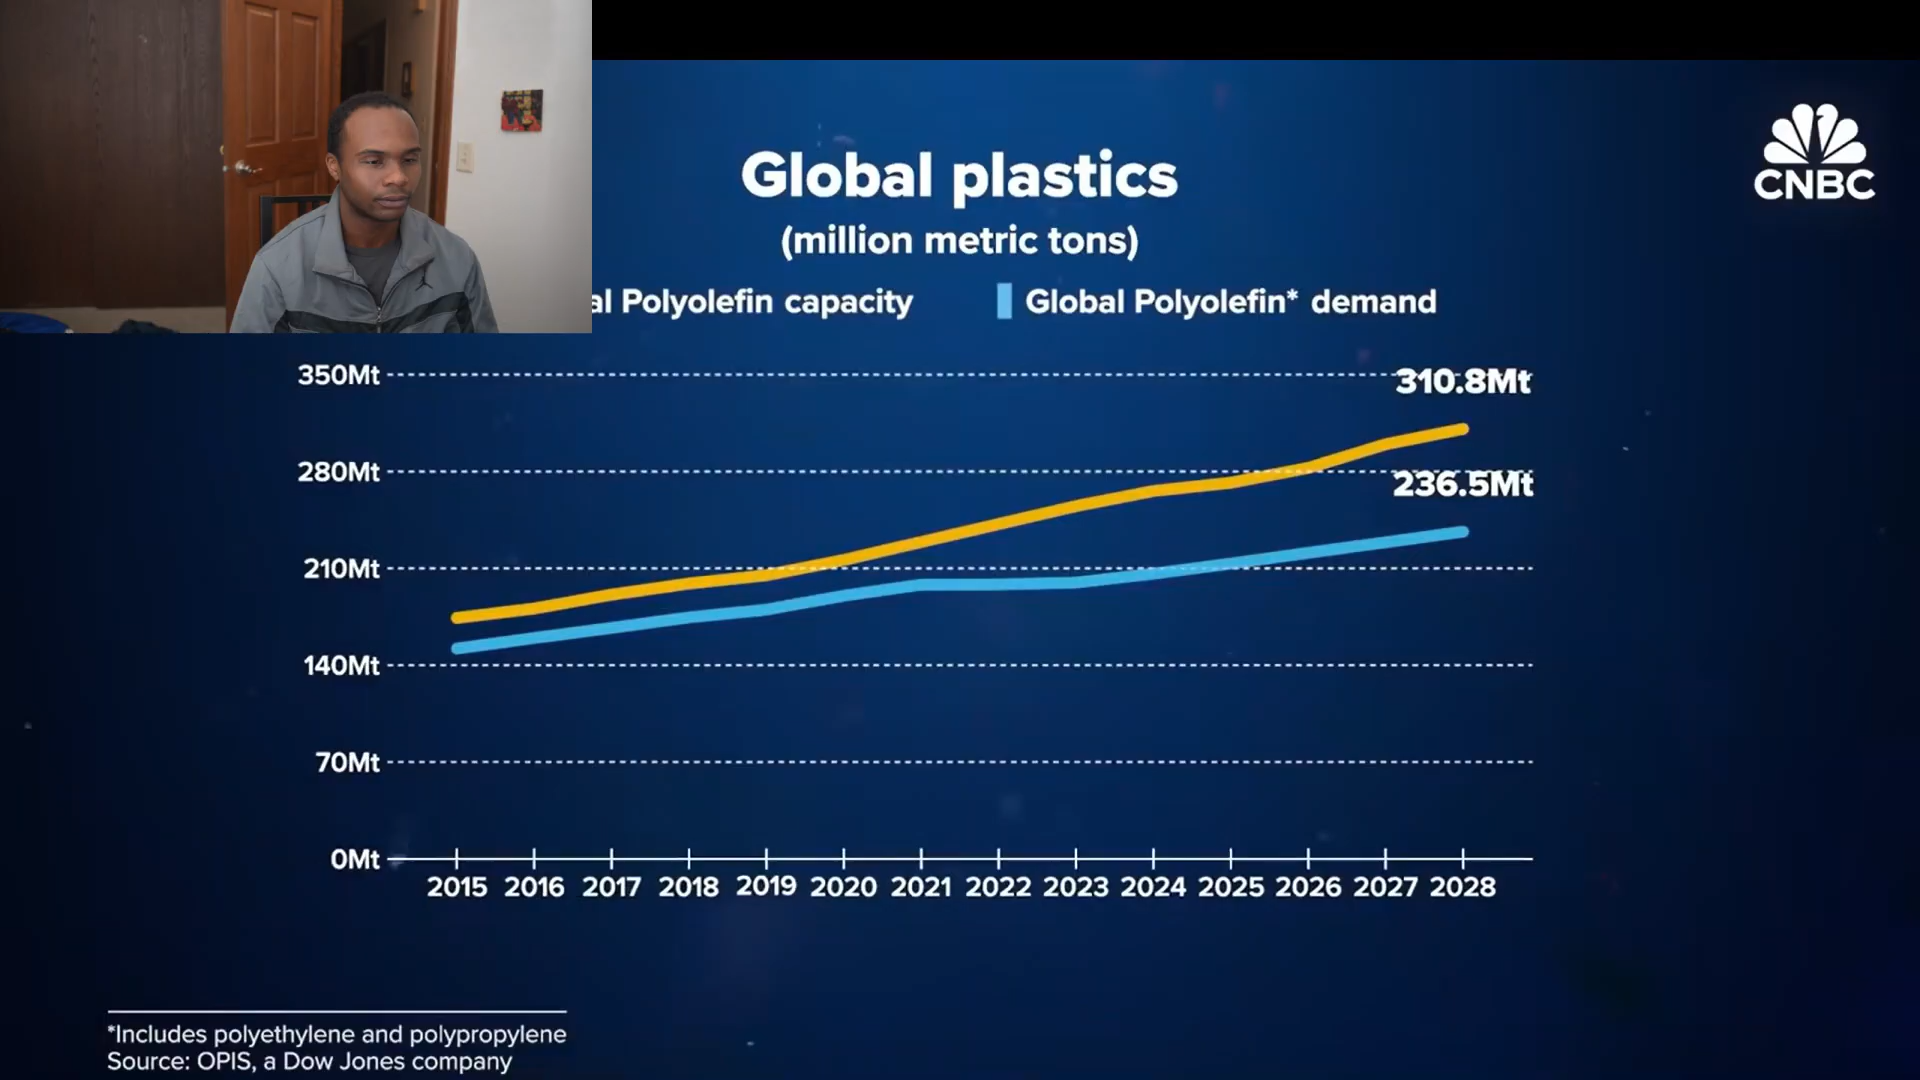 CNBC
Global plastics
(million metric tons)
Polyolefin capacity
Global Polyolefin* demand
350Mt
310.8Mt
280Mt
236.5Mt
210Mt
140Mt
70Mt
0Mt
2015 2016 2017 2018 2019 2020 2021 2022 2023 2024 2025 2026 2027 2028
*Includes polyethylene and polypropylene
Source: OPIS, a Dow Jones company